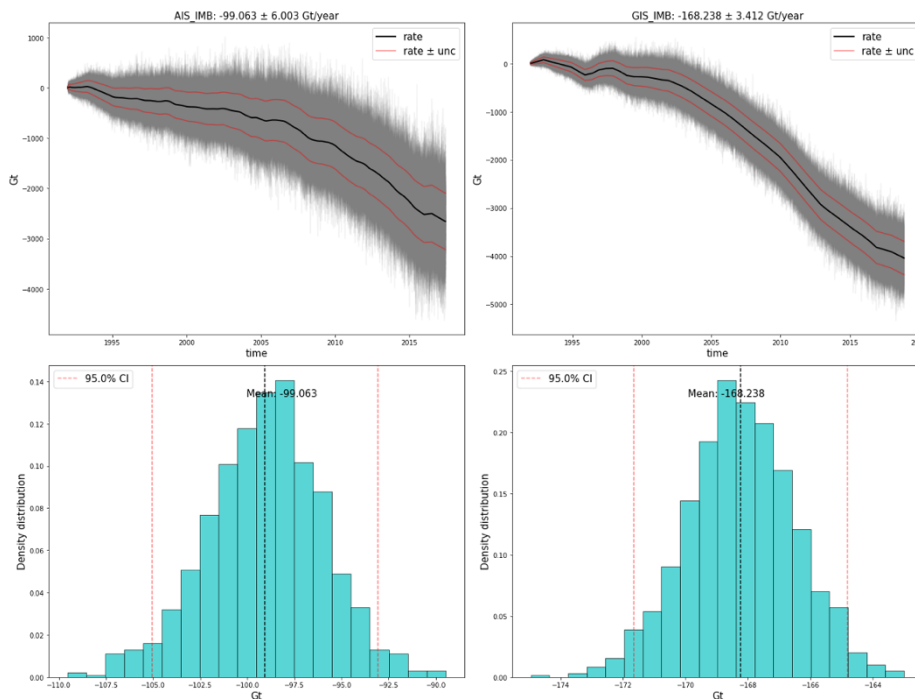 AIS_IMB: -99.063 ± 6.003 Gt/year
rate
rate ± unc
1000
0
−1000
−2000
−3000
−4000
Gt
1995
2000
2005
2010
2015
time
GIS_IMB: -168.238 ± 3.412 Gt/year
rate
rate ± unc
0
−1000
−2000
−3000
−4000
−5000
Gt
1995
2000
2005
2010
2015
time
95.0% CI
Mean: -99.063
0.14
0.12
0.10
0.08
0.06
0.04
0.02
0.00
Density distribution
−110.0
−107.5
−105.0
−102.5
−100.0
−97.5
−95.0
−92.5
−90.0
Gt
95.0% CI
Mean: -168.238
0.25
0.20
0.15
0.10
0.05
0.00
Density distribution
−174
−172
−170
−168
−166
−164
Gt